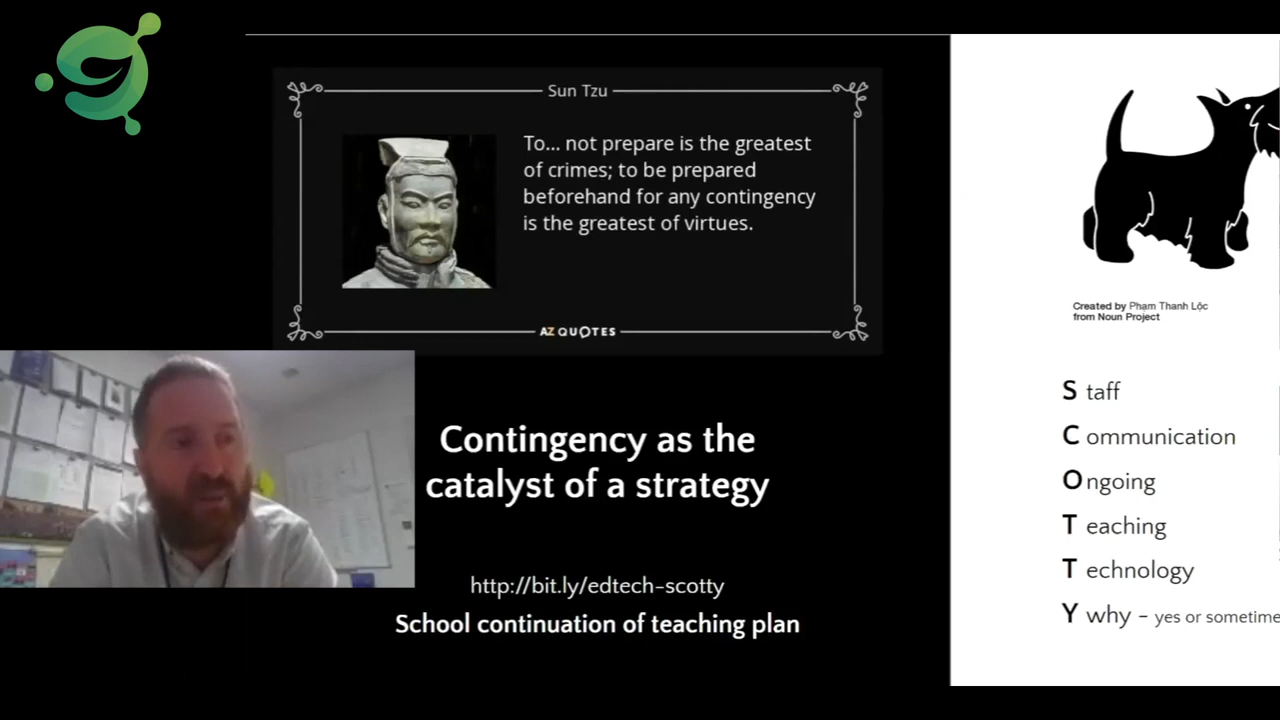 Sun Tzu
To... not prepare is the greatest
of crimes; to be prepared
beforehand for any contingency
is the greatest of virtues.
AZ QUOTES
Contingency as the
catalyst of a strategy
http://bit.ly/edtech-scotty
School continuation of teaching plan
Created by Phạm Thanh Lộc
from Noun Project
S taff
C ommunication
O ngoing
T eaching
T echnology
Y why - yes or sometime